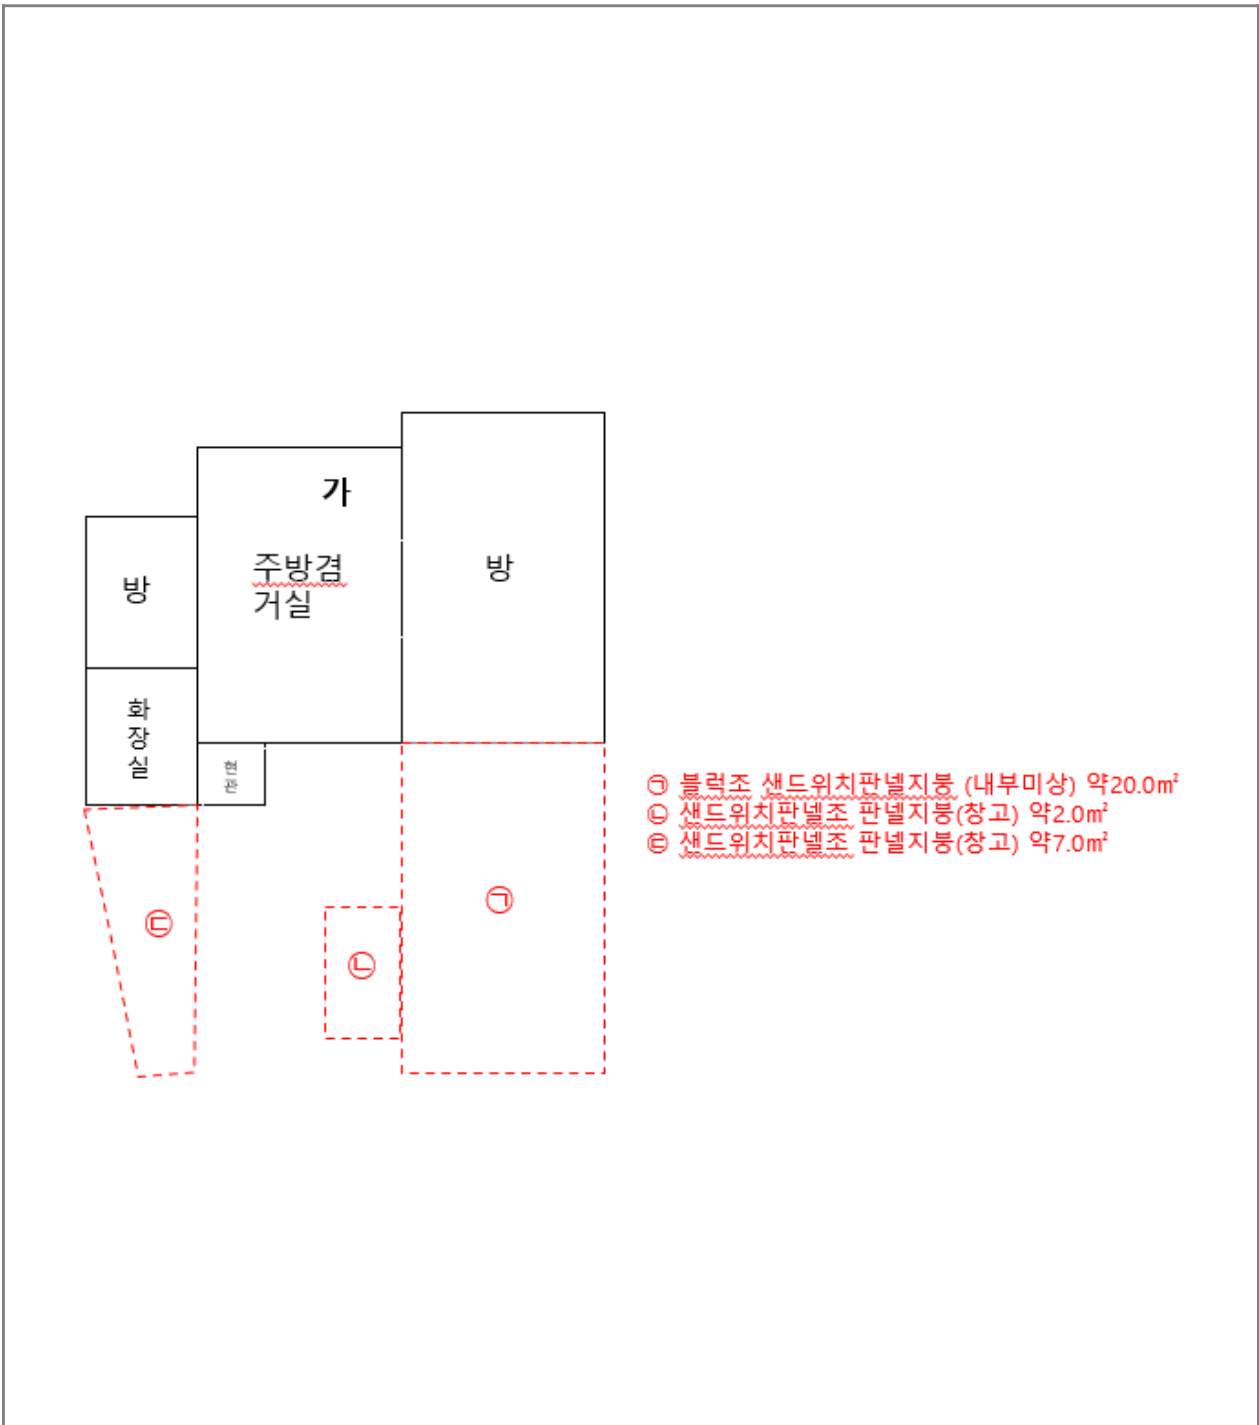 가
주방겸
거실
방
방
화
장
실
현
관
㉠ 블럭조 샌드위치판넬지붕 (내부미상) 약20.0㎡
㉡ 샌드위치판넬조 판넬지붕(창고) 약2.0㎡
㉢ 샌드위치판넬조 판넬지붕(창고) 약7.0㎡
㉠
㉢
㉡